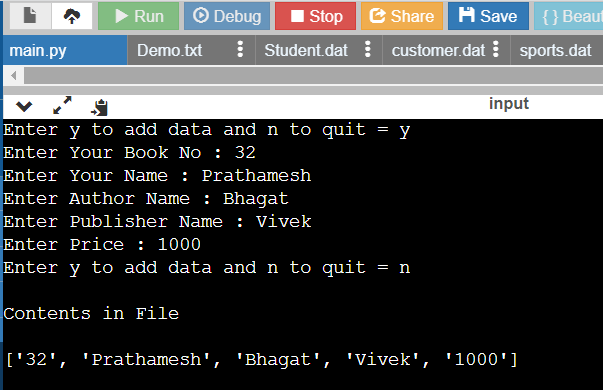 Run Debug Stop Share Save { } Beau
main.py Demo.txt Student.dat customer.dat sports.dat
input
Enter y to add data and n to quit = y
Enter Your Book No : 32
Enter Your Name : Prathamesh
Enter Author Name : Bhagat
Enter Publisher Name : Vivek
Enter Price : 1000
Enter y to add data and n to quit = n
Contents in File
['32', 'Prathamesh', 'Bhagat', 'Vivek', '1000']